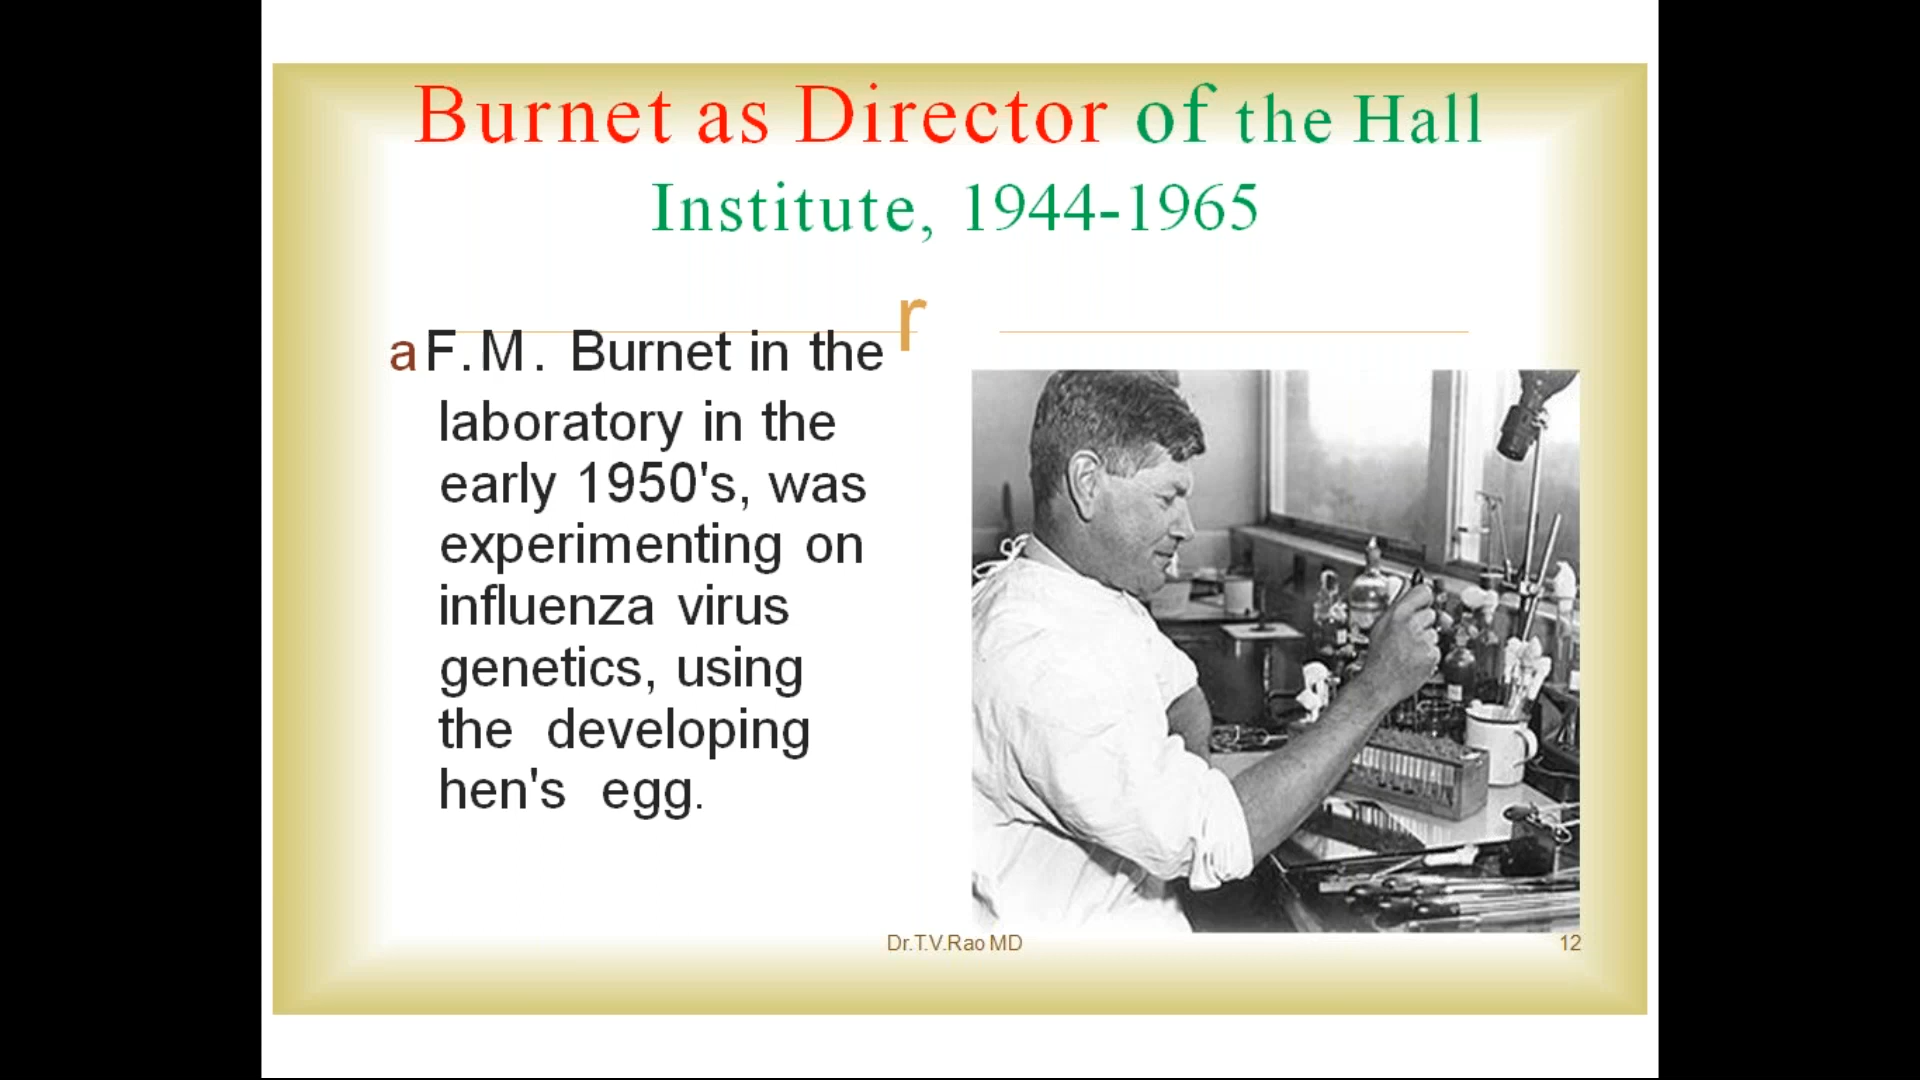 Burnet as Director of the Hall
Institute, 1944-1965
r
a F.M. Burnet in the
laboratory in the
early 1950's, was
experimenting on
influenza virus
genetics, using
the developing
hen's egg.
Dr.T.V.Rao MD
12